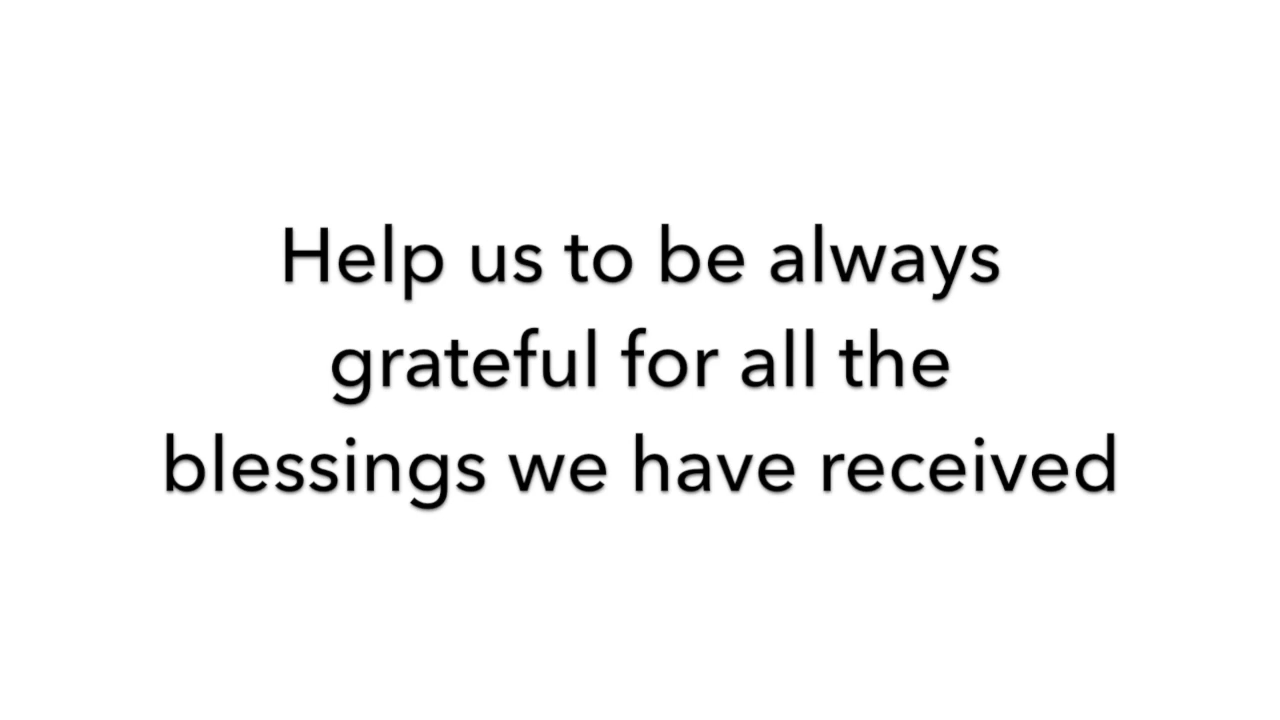 Help us to be always
grateful for all the
blessings we have received